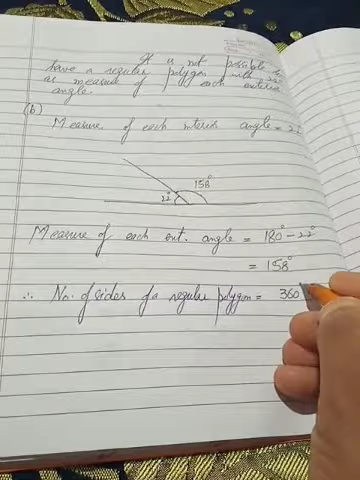 It is not possible to
have a regular polygon with 22°
as measure of each exterior
angle.
(b)
Measure of each interior angle = 22
158°
22°
Measure of each ext. angle = 180° - 22°
= 158°
∴ No. of sides of a regular polygon = 360